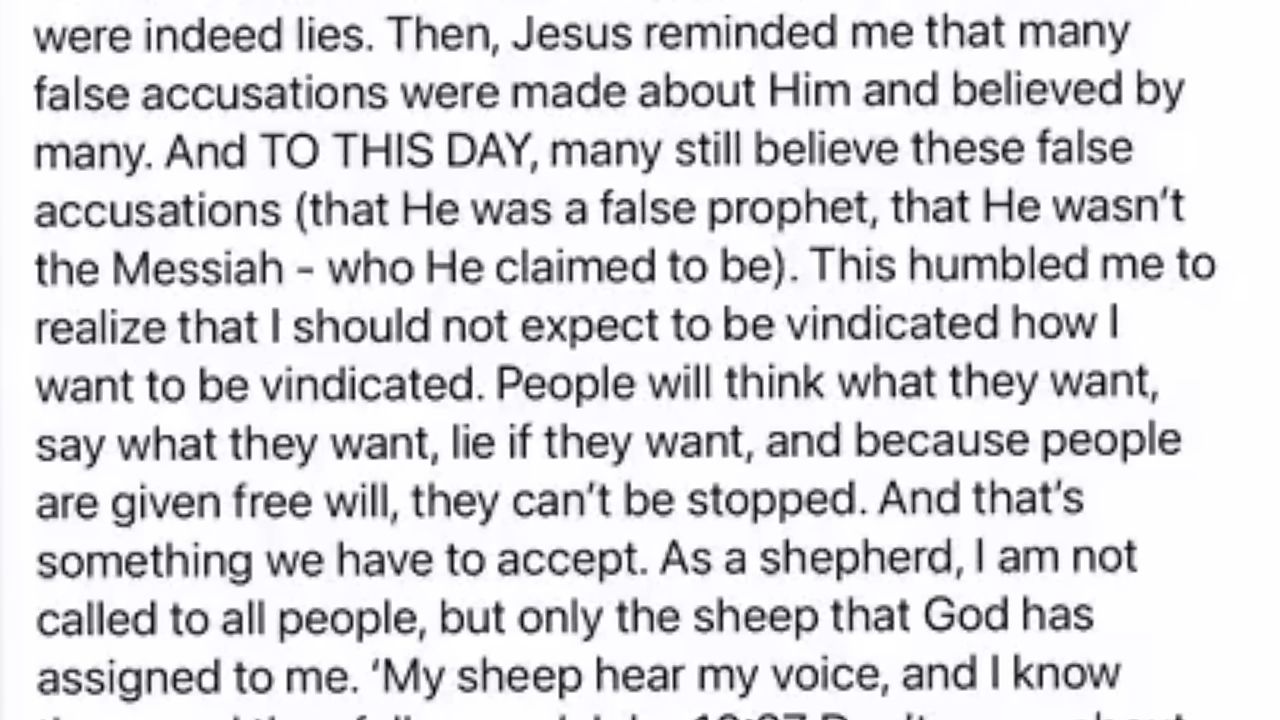 were indeed lies. Then, Jesus reminded me that many
false accusations were made about Him and believed by
many. And TO THIS DAY, many still believe these false
accusations (that He was a false prophet, that He wasn’t
the Messiah – who He claimed to be). This humbled me to
realize that I should not expect to be vindicated how I
want to be vindicated. People will think what they want,
say what they want, lie if they want, and because people
are given free will, they can’t be stopped. And that’s
something we have to accept. As a shepherd, I am not
called to all people, but only the sheep that God has
assigned to me. ‘My sheep hear my voice, and I know